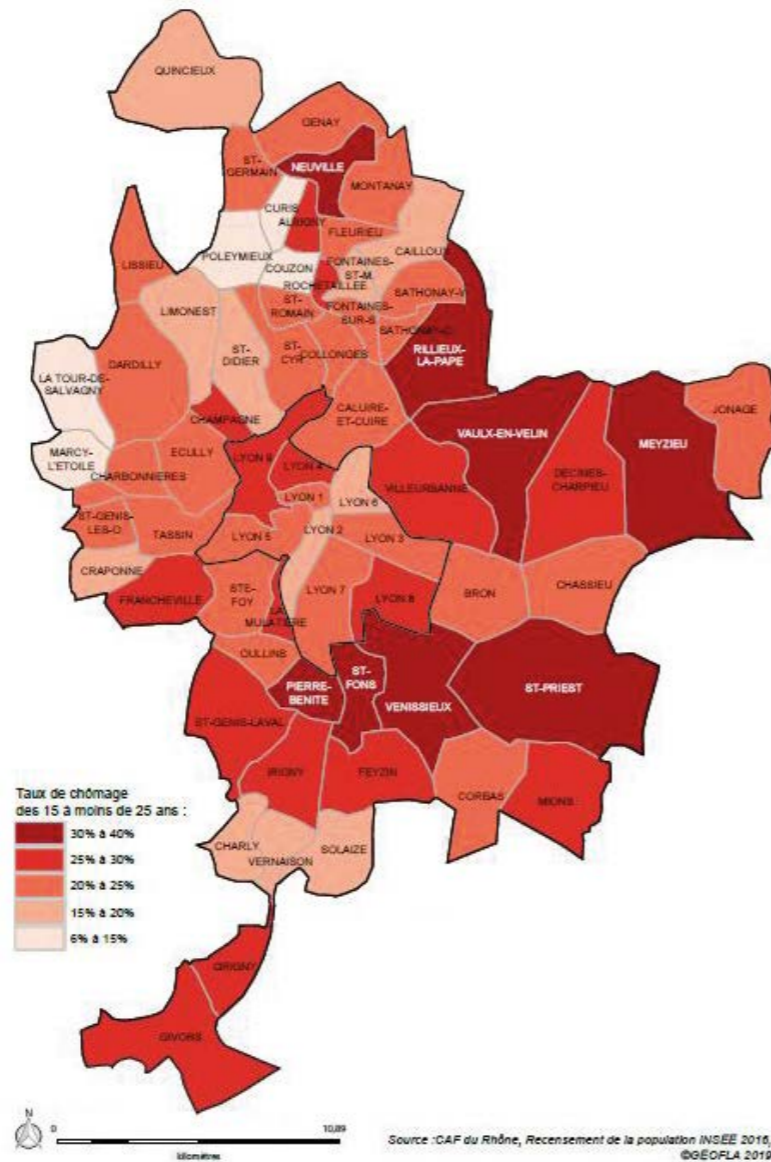 QUINCIEUX
GENAY
ST-
GERMAIN
NEUVILLE
MONTANAY
CURIS
ALBIGNY
FLEURIEU
CAILLOUX
POLEYMIEUX
COUZON
LISSIEU
FONTAINES-
ST-M.
ROCHETAILLEE
SATHONAY-V.
LIMONEST
ST-
ROMAIN
FONTAINES-
SUR-S.
SATHONAY-C.
ST-
DIDIER
ST-
CYR
COLLONGES
RILLIEUX-
LA-PAPE
DARDILLY
LA TOUR-DE-
SALVAGNY
CHAMPAGNE
CALUIRE-
ET-CUIRE
VAULX-EN-VELIN
MEYZIEU
JONAGE
MARCY-
L'ETOILE
ECULLY
LYON 9
LYON 4
CHARBONNIERES
VILLEURBANNE
DECINES-
CHARPIEU
LYON 1
LYON 6
ST-GENIS-
LES-O.
TASSIN
LYON 5
LYON 2
LYON 3
CRAPONNE
FRANCHEVILLE
STE-
FOY
LA
MULATIERE
LYON 7
LYON 8
BRON
CHASSIEU
OULLINS
PIERRE-
BENITE
ST-
FONS
VENISSIEUX
ST-PRIEST
ST-GENIS-LAVAL
IRIGNY
FEYZIN
CORBAS
MIONS
CHARLY
VERNAISON
SOLAIZE
Taux de chômage
des 15 à moins de 25 ans :
30% à 40%
25% à 30%
20% à 25%
15% à 20%
6% à 15%
GRIGNY
GIVORS
N
0 10,89
kilomètres
Source :CAF du Rhône, Recensement de la population INSEE 2016,
©GEOFLA 2019